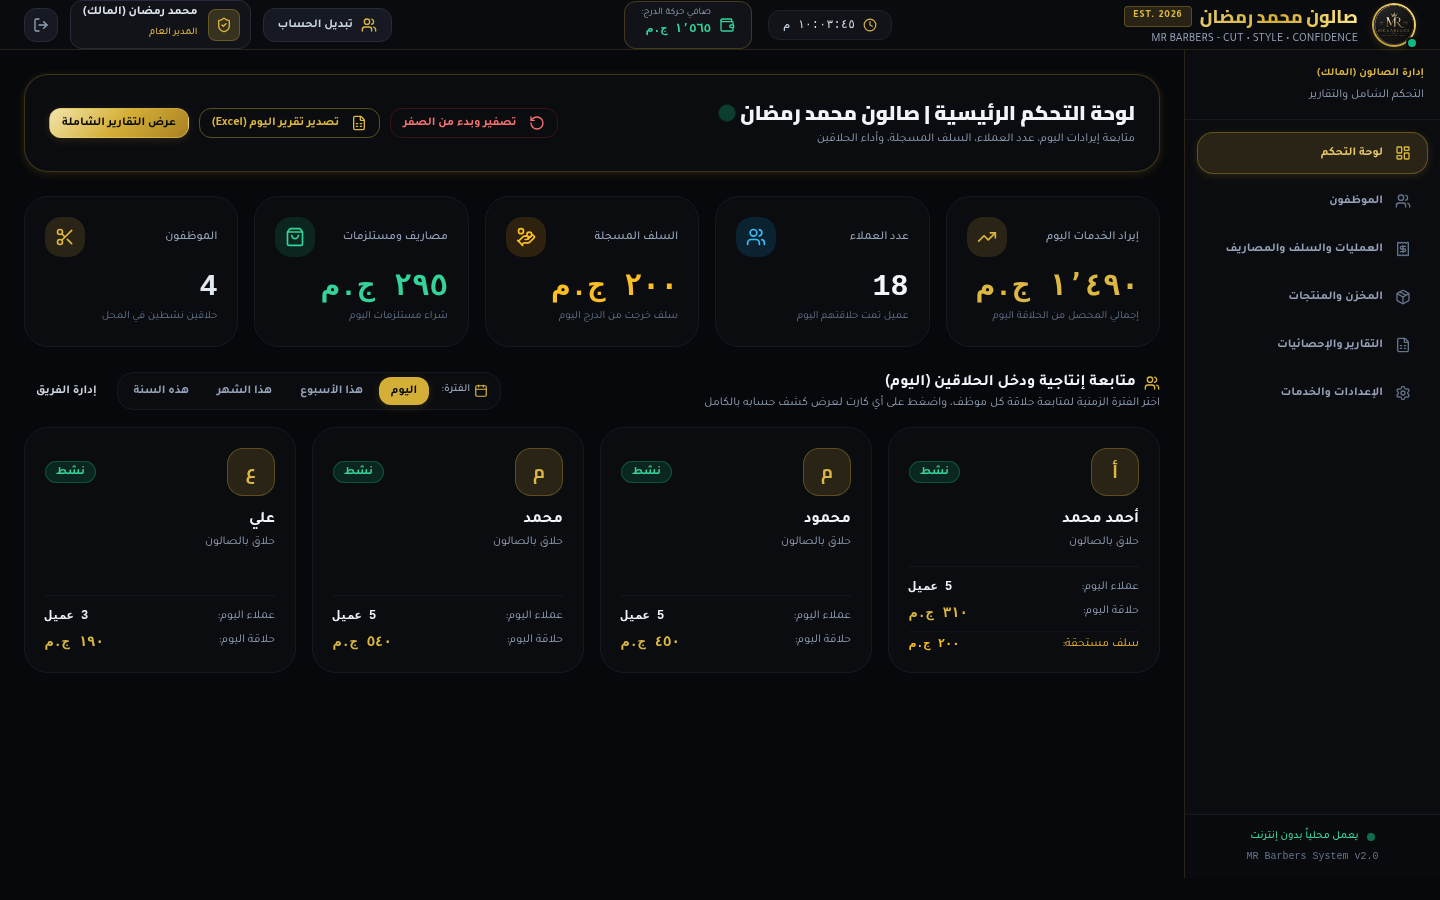 صالون محمد رمضان EST. 2026
MR BARBERS - CUT • STYLE • CONFIDENCE
١٠:٠٣:٤٥ م
صافي حركة الدرج:
١٬٥٦٥ ج.م
تبديل الحساب
محمد رمضان (المالك)
المدير العام
إدارة الصالون (المالك)
التحكم الشامل والتقارير
لوحة التحكم
الموظفون
العمليات والسلف والمصاريف
المخزن والمنتجات
التقارير والإحصائيات
الإعدادات والخدمات
يعمل محلياً بدون إنترنت
MR Barbers System v2.0
لوحة التحكم الرئيسية | صالون محمد رمضان
متابعة إيرادات اليوم، عدد العملاء، السلف المسجلة، وأداء الحلاقين
تصفير وبدء من الصفر
تصدير تقرير اليوم (Excel)
عرض التقارير الشاملة
إيراد الخدمات اليوم
١٬٤٩٠ ج.م
إجمالي المحصل من الحلاقة اليوم
عدد العملاء
18
عميل تمت حلاقتهم اليوم
السلف المسجلة
٢٠٠ ج.م
سلف خرجت من الدرج اليوم
مصاريف ومستلزمات
٢٩٥ ج.م
شراء مستلزمات اليوم
الموظفون
4
حلاقين نشطين في المحل
متابعة إنتاجية ودخل الحلاقين (اليوم)
اختر الفترة الزمنية لمتابعة حلاقة كل موظف، واضغط على أي كارت لعرض كشف حسابه بالكامل
الفترة: اليوم هذا الأسبوع هذا الشهر هذه السنة
إدارة الفريق
أ نشط
أحمد محمد
حلاق بالصالون
عملاء اليوم: 5 عميل
حلاقة اليوم: ٣١٠ ج.م
سلف مستحقة: ٢٠٠ ج.م
م نشط
محمود
حلاق بالصالون
عملاء اليوم: 5 عميل
حلاقة اليوم: ٤٥٠ ج.م
م نشط
محمد
حلاق بالصالون
عملاء اليوم: 5 عميل
حلاقة اليوم: ٥٤٠ ج.م
ع نشط
علي
حلاق بالصالون
عملاء اليوم: 3 عميل
حلاقة اليوم: ١٩٠ ج.م